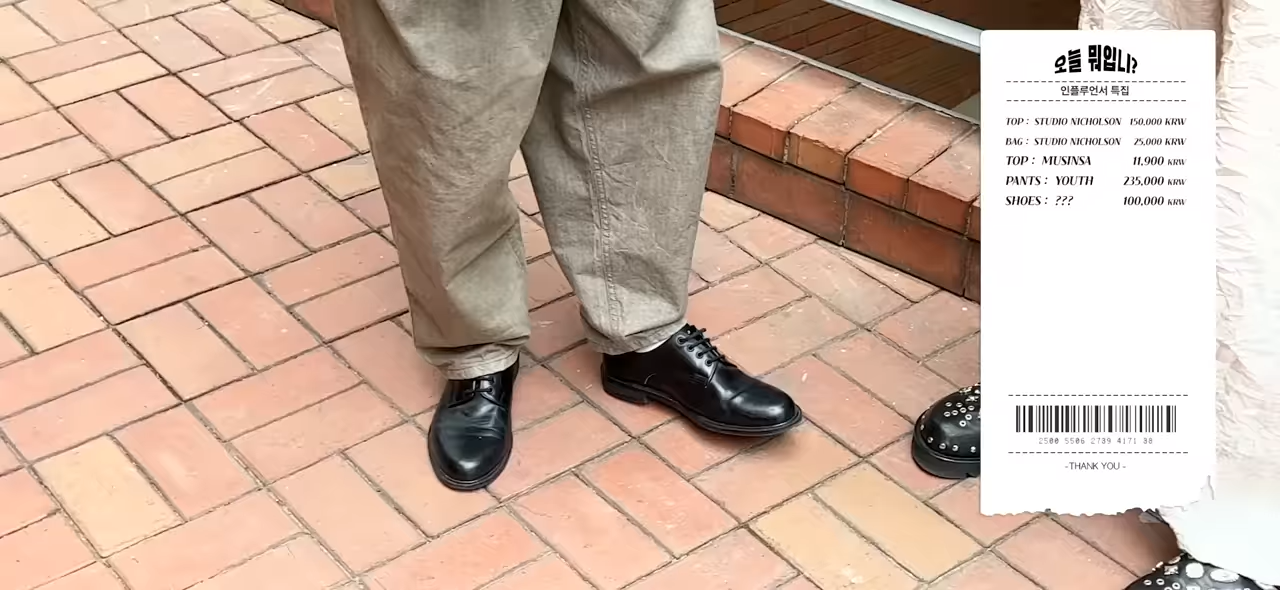 오늘 뭐입니?
인플루언서 특집
TOP : STUDIO NICHOLSON 150,000 KRW
BAG : STUDIO NICHOLSON 25,000 KRW
TOP : MUSINSA 11,900 KRW
PANTS : YOUTH 235,000 KRW
SHOES : ??? 100,000 KRW
2500 5506 2739 4171 38
-THANK YOU -